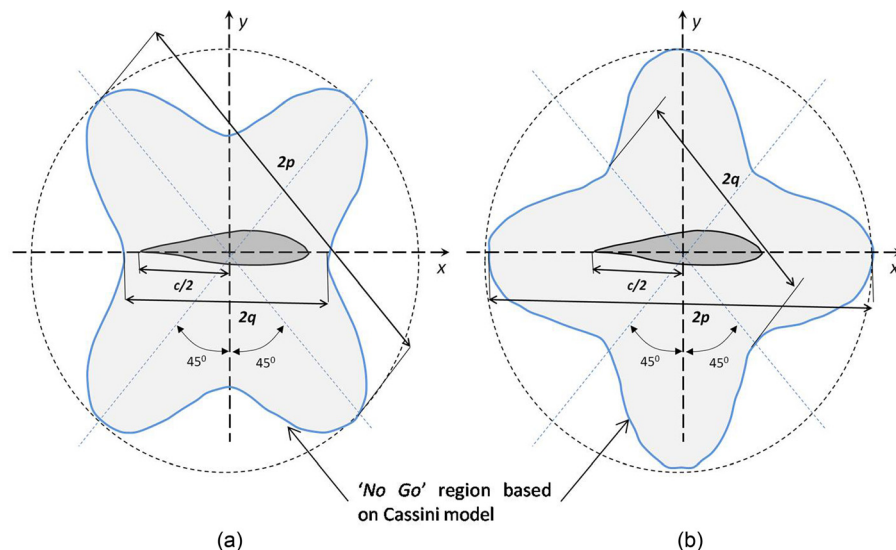 y
2p
x
c/2
2q
45⁰ 45⁰
y
2q
x
c/2
2p
45⁰ 45⁰
‘No Go’ region based
on Cassini model
(a)
(b)